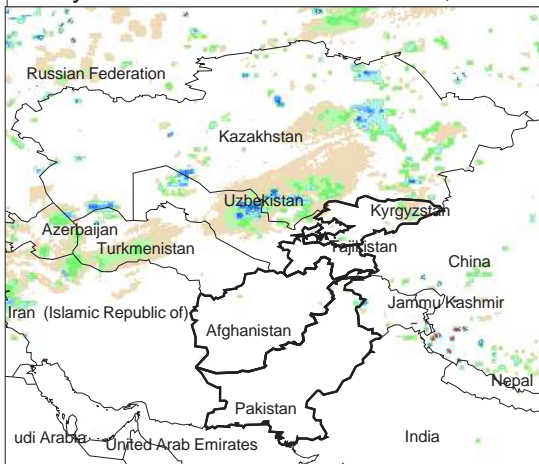 Russian Federation
Kazakhstan
Uzbekistan
Kyrgyzstan
Azerbaijan
Turkmenistan
Tajikistan
China
Iran (Islamic Republic of)
Jammu Kashmir
Afghanistan
Nepal
Pakistan
udi Arabia
United Arab Emirates
India